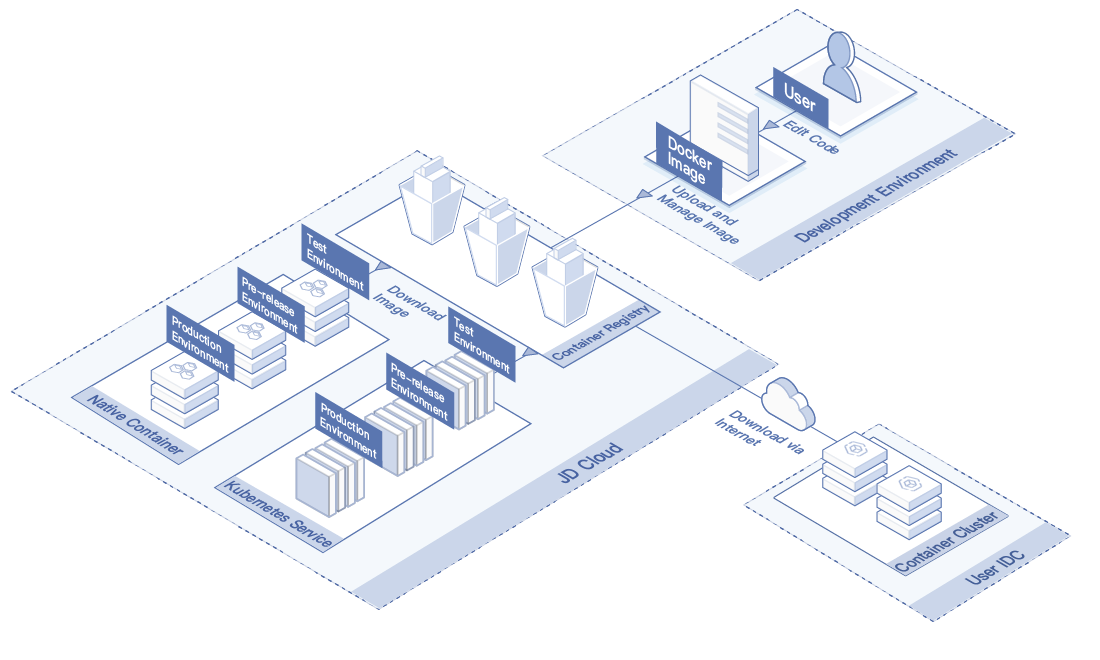 User
Edit Code
Docker
Image
Upload and
Manage Image
Development Environment
Test
Environment
Pre-release
Environment
Production
Environment
Native Container
Download
Image
Test
Environment
Pre-release
Environment
Production
Environment
Kubernetes Service
Container Registry
JD Cloud
Download via
Internet
Container Cluster
User IDC